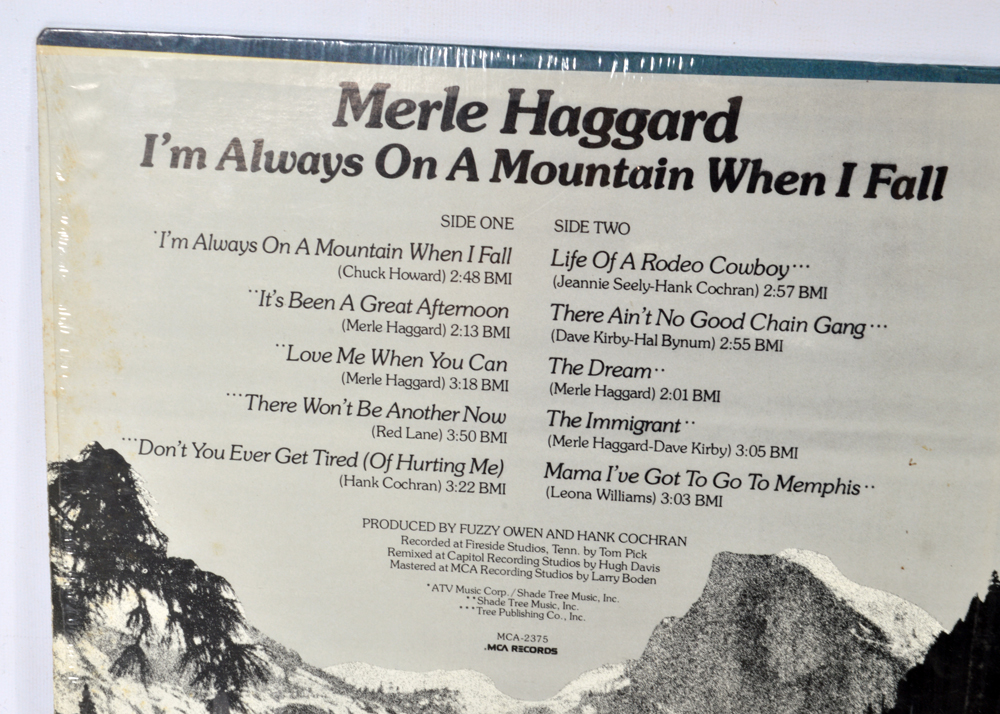 Merle Haggard
I'm Always On A Mountain When I Fall
SIDE ONE
*I'm Always On A Mountain When I Fall
(Chuck Howard) 2:48 BMI
**It's Been A Great Afternoon
(Merle Haggard) 2:13 BMI
**Love Me When You Can
(Merle Haggard) 3:18 BMI
***There Won't Be Another Now
(Red Lane) 3:50 BMI
***Don't You Ever Get Tired (Of Hurting Me)
(Hank Cochran) 3:22 BMI
SIDE TWO
Life Of A Rodeo Cowboy***
(Jeannie Seely-Hank Cochran) 2:57 BMI
There Ain't No Good Chain Gang***
(Dave Kirby-Hal Bynum) 2:55 BMI
The Dream**
(Merle Haggard) 2:01 BMI
The Immigrant**
(Merle Haggard-Dave Kirby) 3:05 BMI
Mama I've Got To Go To Memphis**
(Leona Williams) 3:03 BMI
PRODUCED BY FUZZY OWEN AND HANK COCHRAN
Recorded at Fireside Studios, Tenn. by Tom Pick
Remixed at Capitol Recording Studios by Hugh Davis
Mastered at MCA Recording Studios by Larry Boden
*ATV Music Corp./Shade Tree Music, Inc.
**Shade Tree Music, Inc.
***Tree Publishing Co., Inc.
MCA-2375
.MCA RECORDS